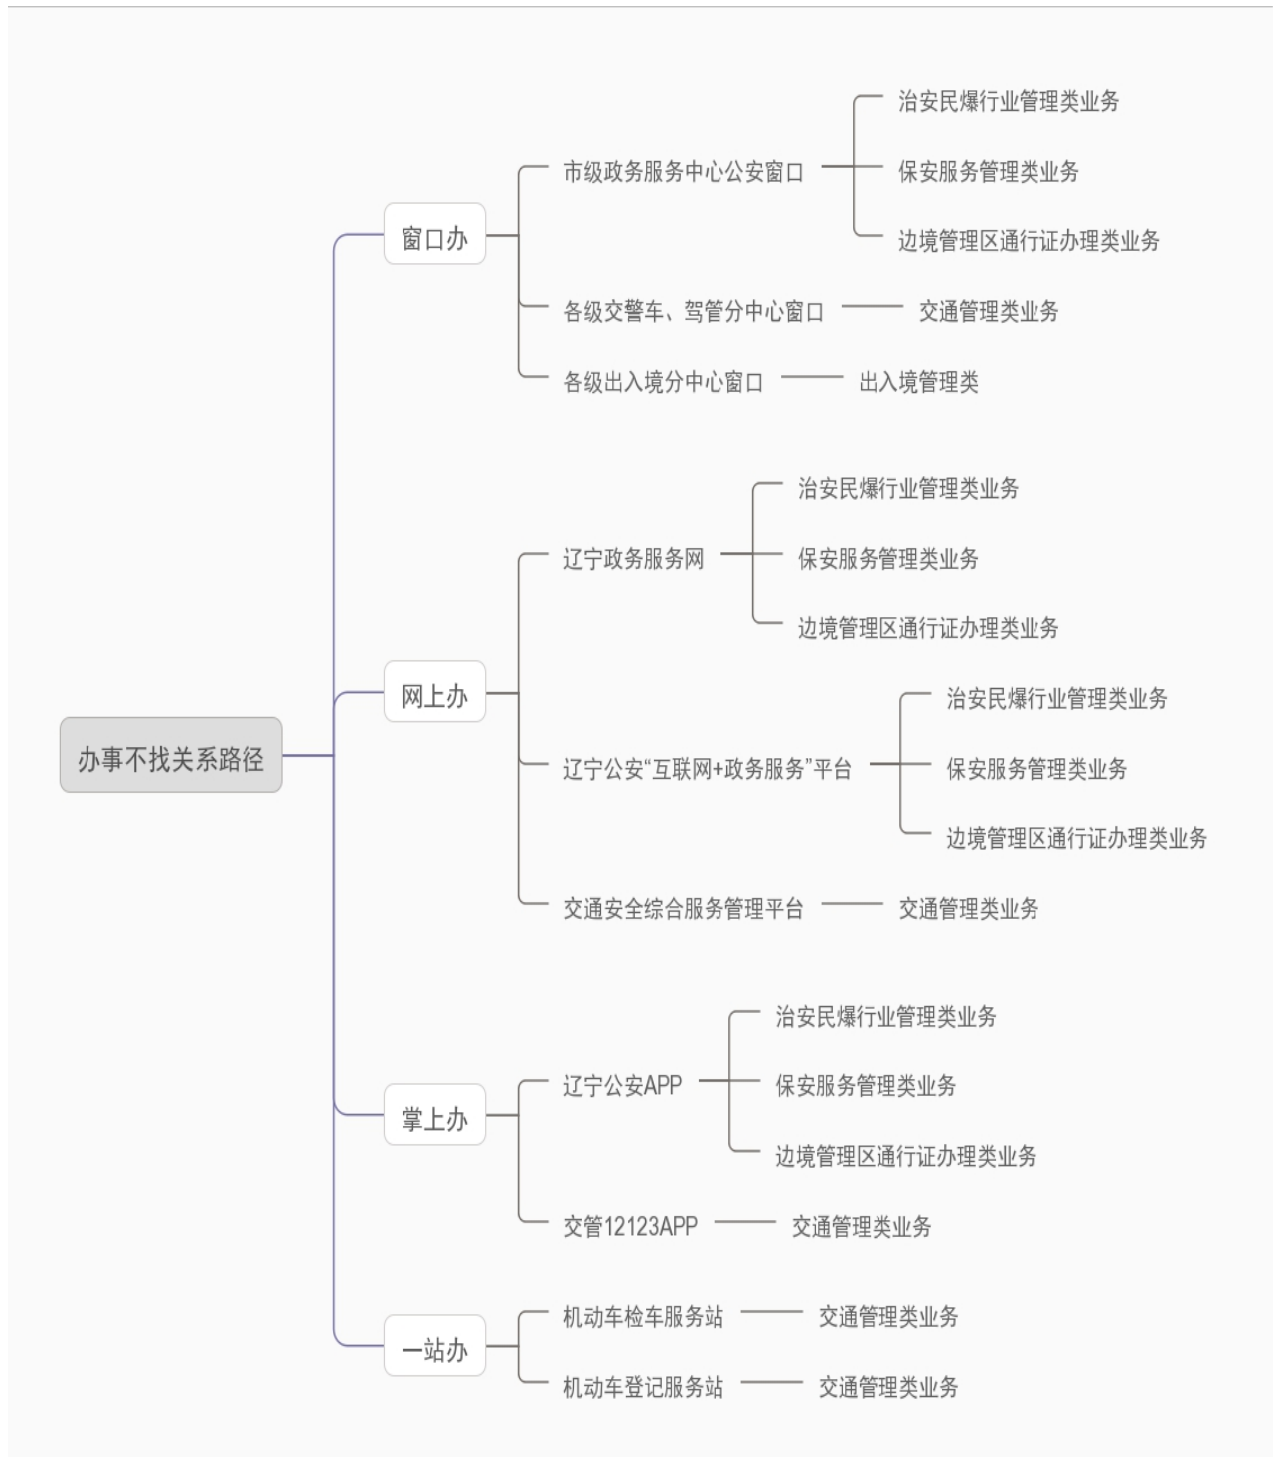 办事不找关系路径
窗口办
市级政务服务中心公安窗口
治安民爆行业管理类业务
保安服务管理类业务
边境管理区通行证办理类业务
各级交警车、驾管分中心窗口
交通管理类业务
各级出入境分中心窗口
出入境管理类
网上办
辽宁政务服务网
治安民爆行业管理类业务
保安服务管理类业务
边境管理区通行证办理类业务
辽宁公安“互联网+政务服务”平台
治安民爆行业管理类业务
保安服务管理类业务
边境管理区通行证办理类业务
交通安全综合服务管理平台
交通管理类业务
掌上办
辽宁公安APP
治安民爆行业管理类业务
保安服务管理类业务
边境管理区通行证办理类业务
交管12123APP
交通管理类业务
一站办
机动车检车服务站
交通管理类业务
机动车登记服务站
交通管理类业务